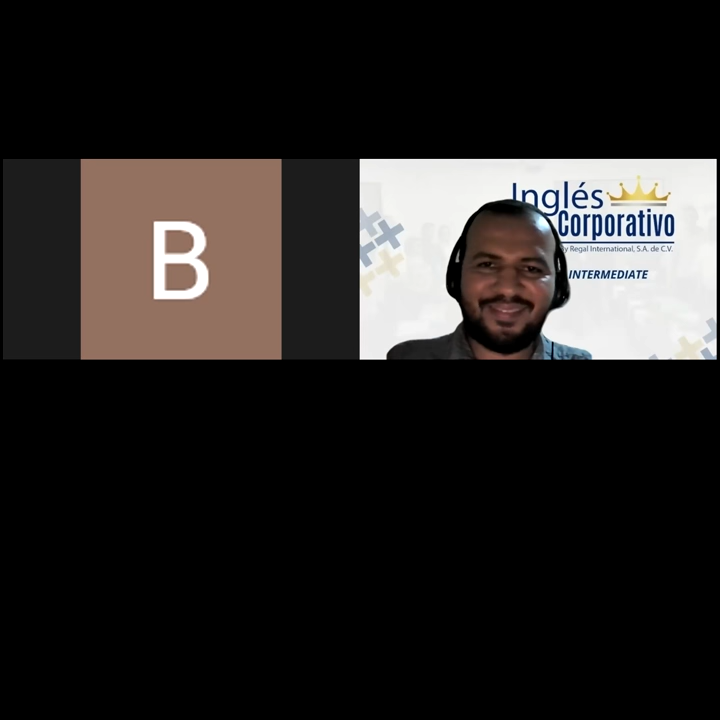 B
Inglés
Corporativo
y Regal International, S.A. de C.V.
INTERMEDIATE